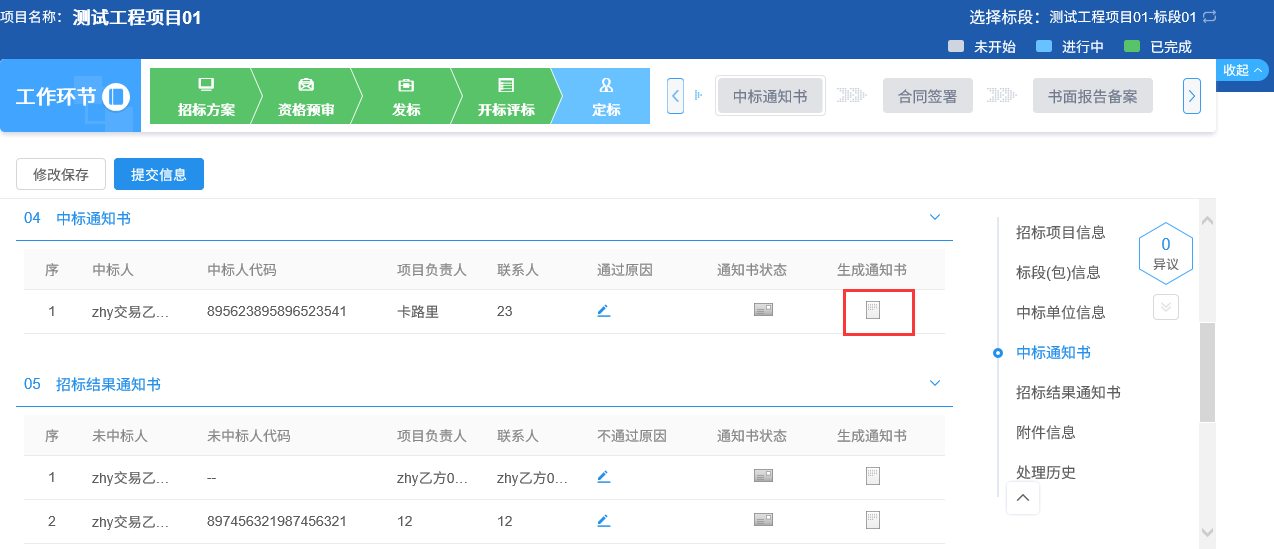 项目名称： 测试工程项目01
选择标段： 测试工程项目01-标段01
未开始 进行中 已完成
工作环节
招标方案 资格预审 发标 开标评标 定标
中标通知书 合同签署 书面报告备案
收起
修改保存 提交信息
04 中标通知书
序 中标人 中标人代码 项目负责人 联系人 通过原因 通知书状态 生成通知书
1 zhy交易乙... 895623895896523541 卡路里 23
05 招标结果通知书
序 未中标人 未中标人代码 项目负责人 联系人 不通过原因 通知书状态 生成通知书
1 zhy交易乙... -- zhy乙方0... zhy乙方0...
2 zhy交易乙... 897456321987456321 12 12
招标项目信息
标段(包)信息
中标单位信息
中标通知书
招标结果通知书
附件信息
处理历史
0
异议